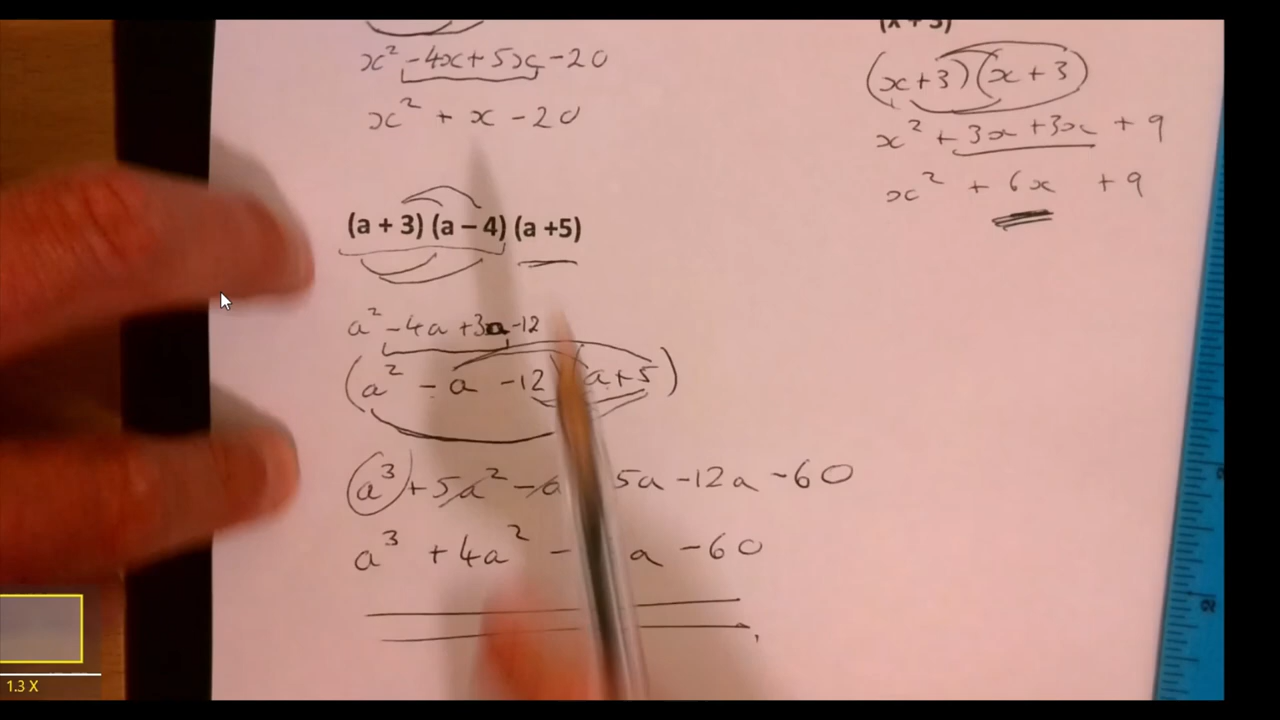 x² - 4x + 5x - 20
x² + x - 20
(a + 3) (a – 4) (a +5)
a² - 4a + 3a - 12
(a² - a - 12)(a + 5)
a³ + 5a² - a 5a - 12a - 60
a³ + 4a² - a - 60
(x + 3)
(x + 3)(x + 3)
x² + 3x + 3x + 9
x² + 6x + 9
1.3 X